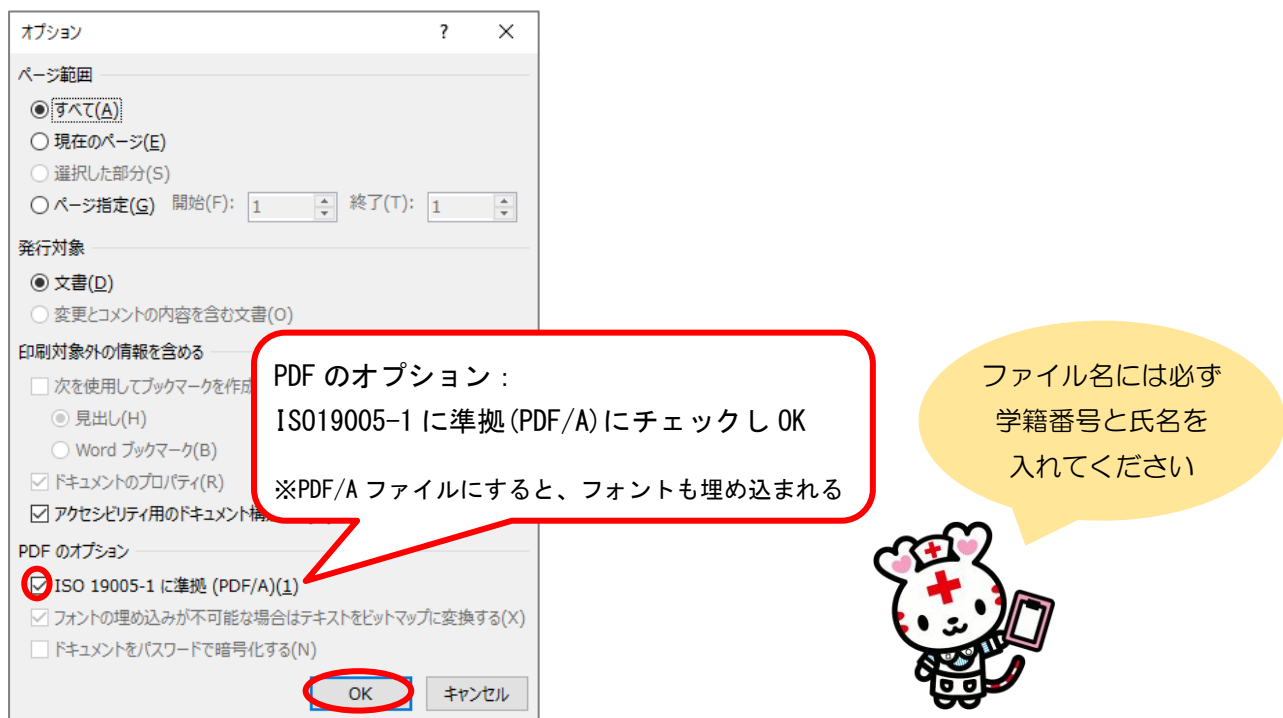 オプション ? ×
ページ範囲
すべて(A)
現在のページ(E)
選択した部分(S)
ページ指定(G) 開始(F): 1 終了(T): 1
発行対象
文書(D)
変更とコメントの内容を含む文書(O)
印刷対象外の情報を含める
次を使用してブックマークを作成
見出し(H)
Word ブックマーク(B)
ドキュメントのプロパティ(R)
アクセシビリティ用のドキュメント構
PDF のオプション
ISO 19005-1 に準拠 (PDF/A)(1)
フォントの埋め込みが不可能な場合はテキストをビットマップに変換する(X)
ドキュメントをパスワードで暗号化する(N)
OK キャンセル
PDF のオプション：
ISO19005-1 に準拠(PDF/A)にチェックし OK
※PDF/A ファイルにすると、フォントも埋め込まれる
ファイル名には必ず
学籍番号と氏名を
入れてください